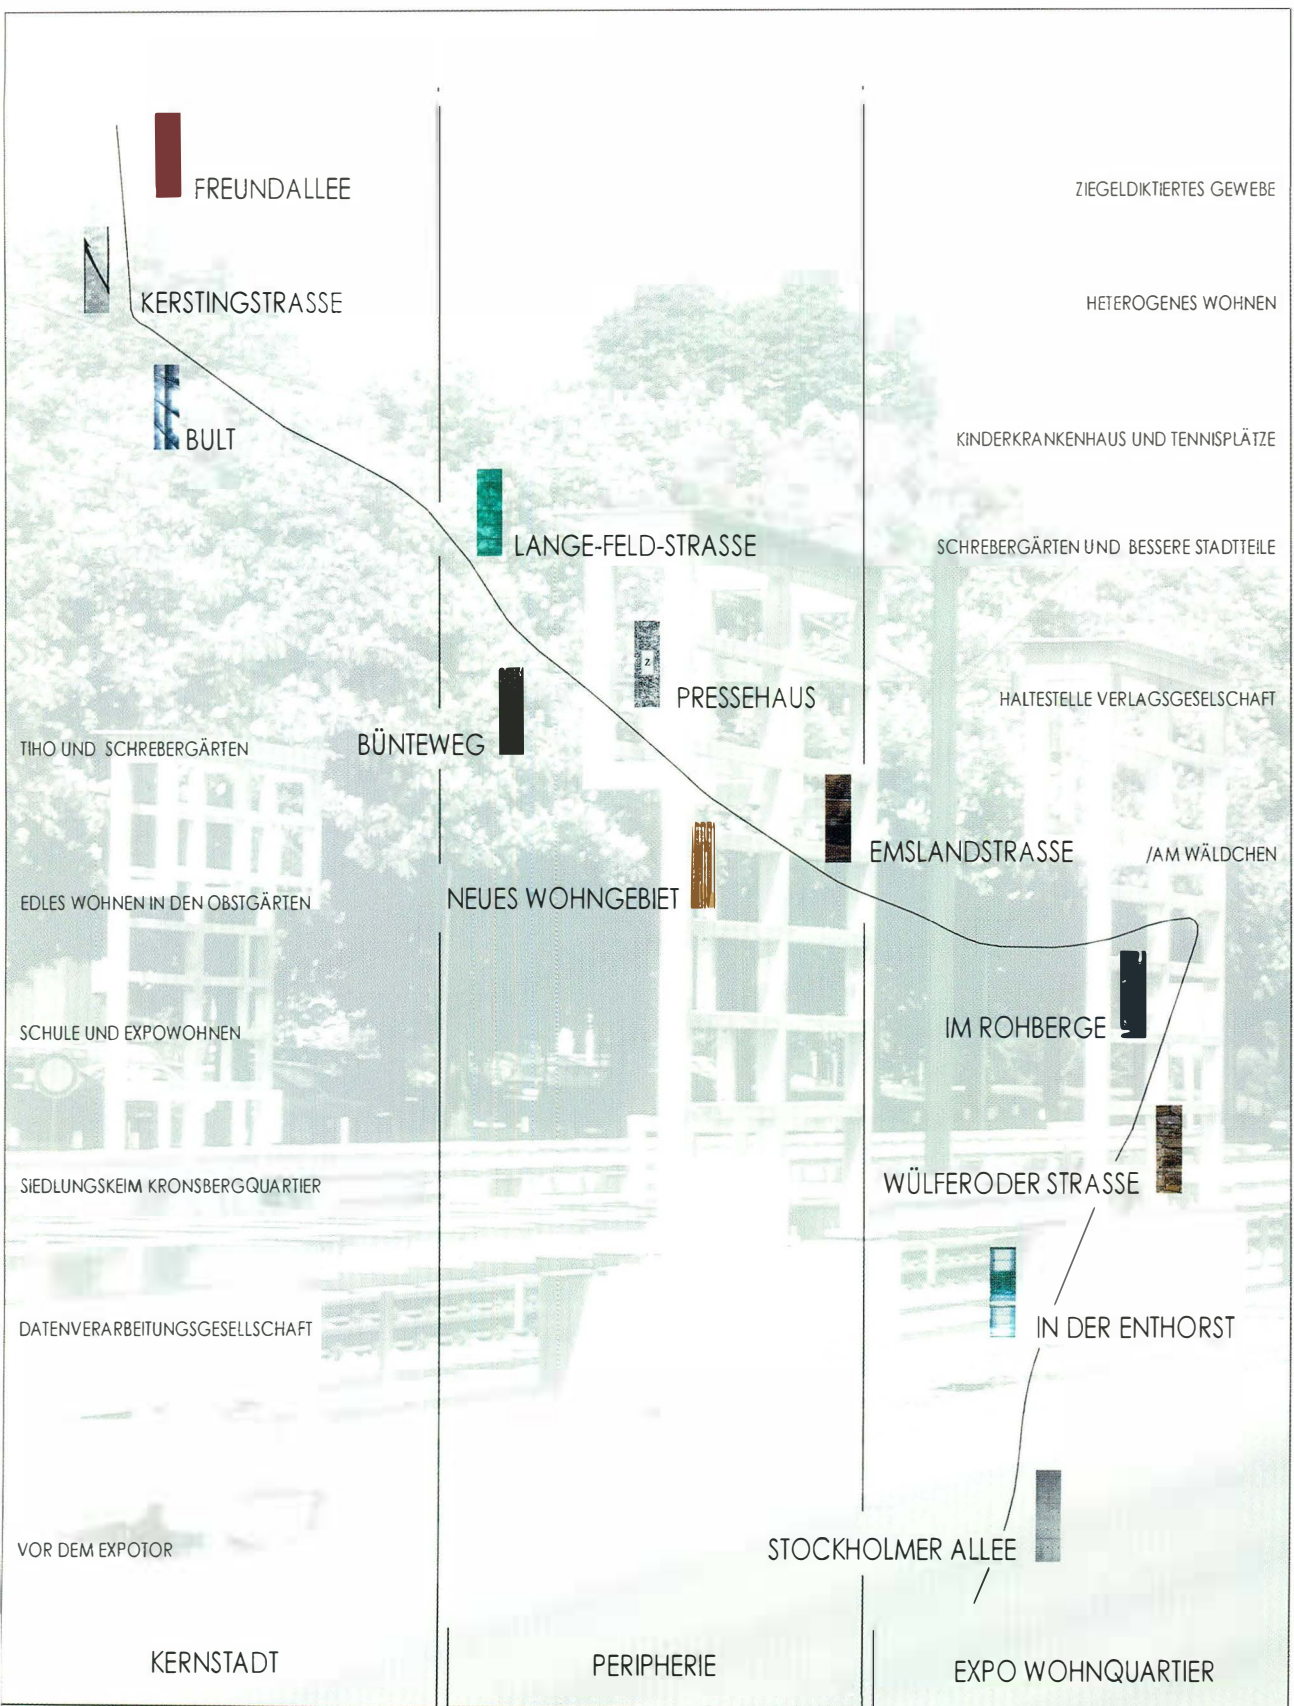 FREUNDALLEE
ZIEGELDIKTIERTES GEWEBE
KERSTINGSTRASSE
HETEROGENES WOHNEN
BULT
KINDERKRANKENHAUS UND TENNISPLÄTZE
LANGE-FELD-STRASSE
SCHREBERGÄRTEN UND BESSERE STADTTEILE
Z
PRESSEHAUS
HALTESTELLE VERLAGSGESELSCHAFT
TIHO UND SCHREBERGÄRTEN
BÜNTEWEG
EMSLANDSTRASSE
/AM WÄLDCHEN
EDLES WOHNEN IN DEN OBSTGÄRTEN
NEUES WOHNGEBIET
SCHULE UND EXPOWOHNEN
IM ROHBERGE
SIEDLUNGSKEIM KRONSBERGQUARTIER
WÜLFERODER STRASSE
DATENVERARBEITUNGSGESELLSCHAFT
IN DER ENTHORST
VOR DEM EXPOTOR
STOCKHOLMER ALLEE
KERNSTADT
PERIPHERIE
EXPO WOHNQUARTIER